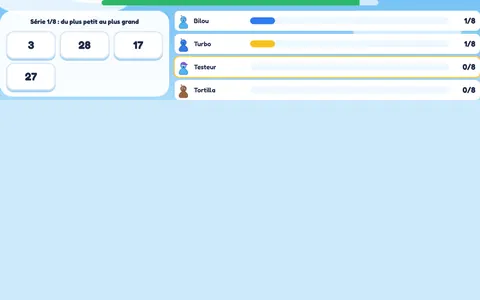 Série 1/8 : du plus petit au plus grand
3 28 17
27
Bilou 1/8
Turbo 1/8
Testeur 0/8
Tortilla 0/8